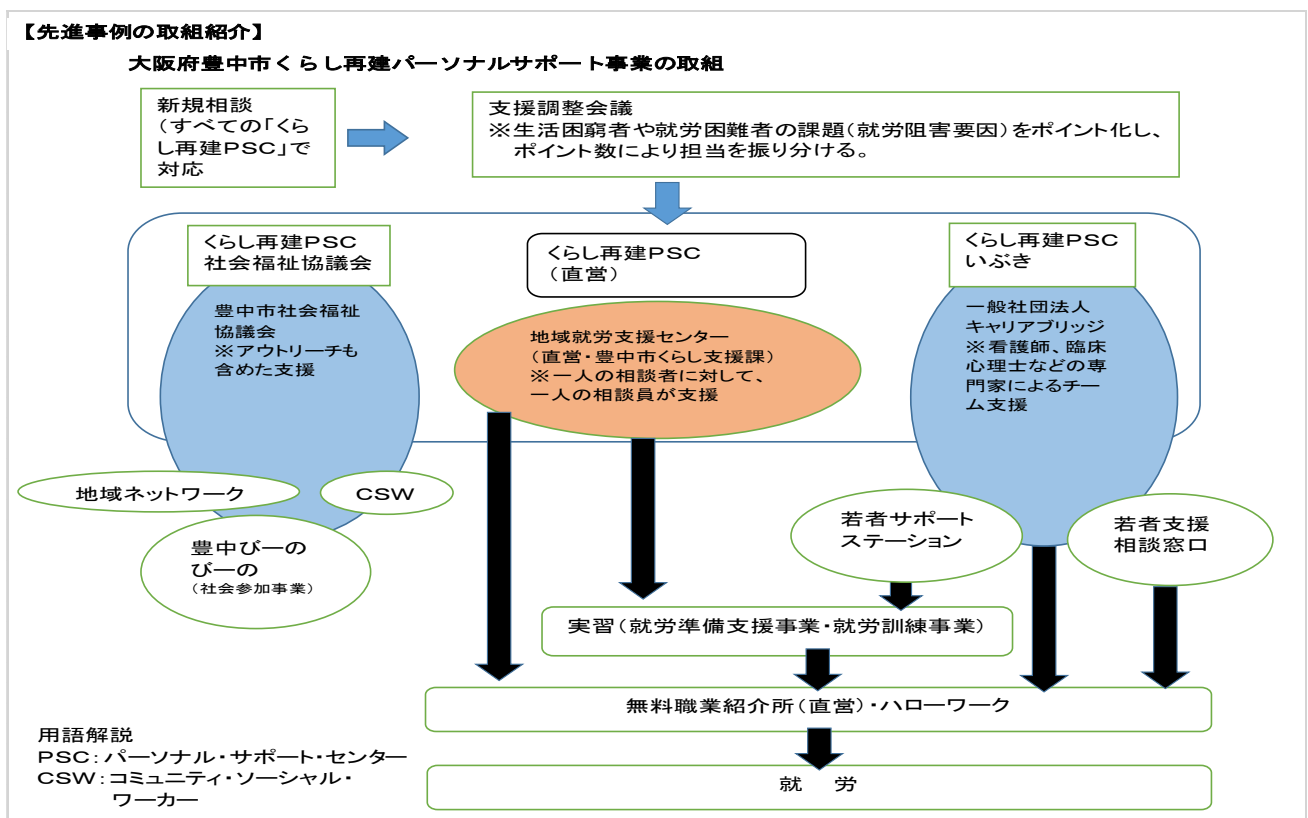 【先進事例の取組紹介】
大阪府豊中市くらし再建パーソナルサポート事業の取組
新規相談
(すべての「くら
し再建PSC」で
対応
支援調整会議
※生活困窮者や就労困難者の課題(就労阻害要因)をポイント化し、
ポイント数により担当を振り分ける。
くらし再建PSC
社会福祉協議会
豊中市社会福祉
協議会
※アウトリーチも
含めた支援
くらし再建PSC
(直営)
地域就労支援センター
(直営・豊中市くらし支援課)
※一人の相談者に対して、
一人の相談員が支援
くらし再建PSC
いぶき
一般社団法人
キャリアブリッジ
※看護師、臨床
心理士などの専
門家によるチー
ム支援
地域ネットワーク
CSW
豊中びーの
びーの
(社会参加事業)
若者サポート
ステーション
若者支援
相談窓口
実習(就労準備支援事業・就労訓練事業)
無料職業紹介所(直営)・ハローワーク
就 労
用語解説
PSC:パーソナル・サポート・センター
CSW:コミュニティ・ソーシャル・
ワーカー